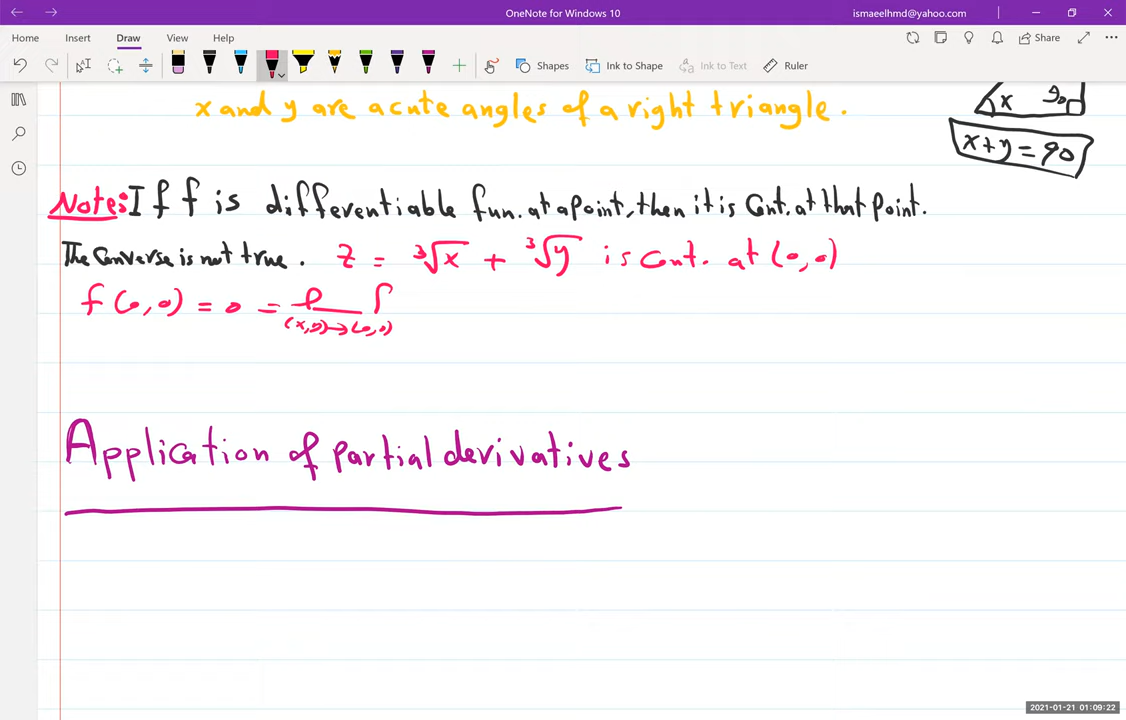 OneNote for Windows 10
ismaeelhmd@yahoo.com
Home Insert Draw View Help
Shapes Ink to Shape Ink to Text Ruler Share
x and y are acute angles of a right triangle.
x 90
x+y = 90
Note: If f is differentiable fun. at a point, then it is Cont. at that point.
The Converse is not true. z = ∛x + ∛y is Cont. at (0,0)
f(0,0) = 0 =
Application of partial derivatives
2021-01-21 01:09:22